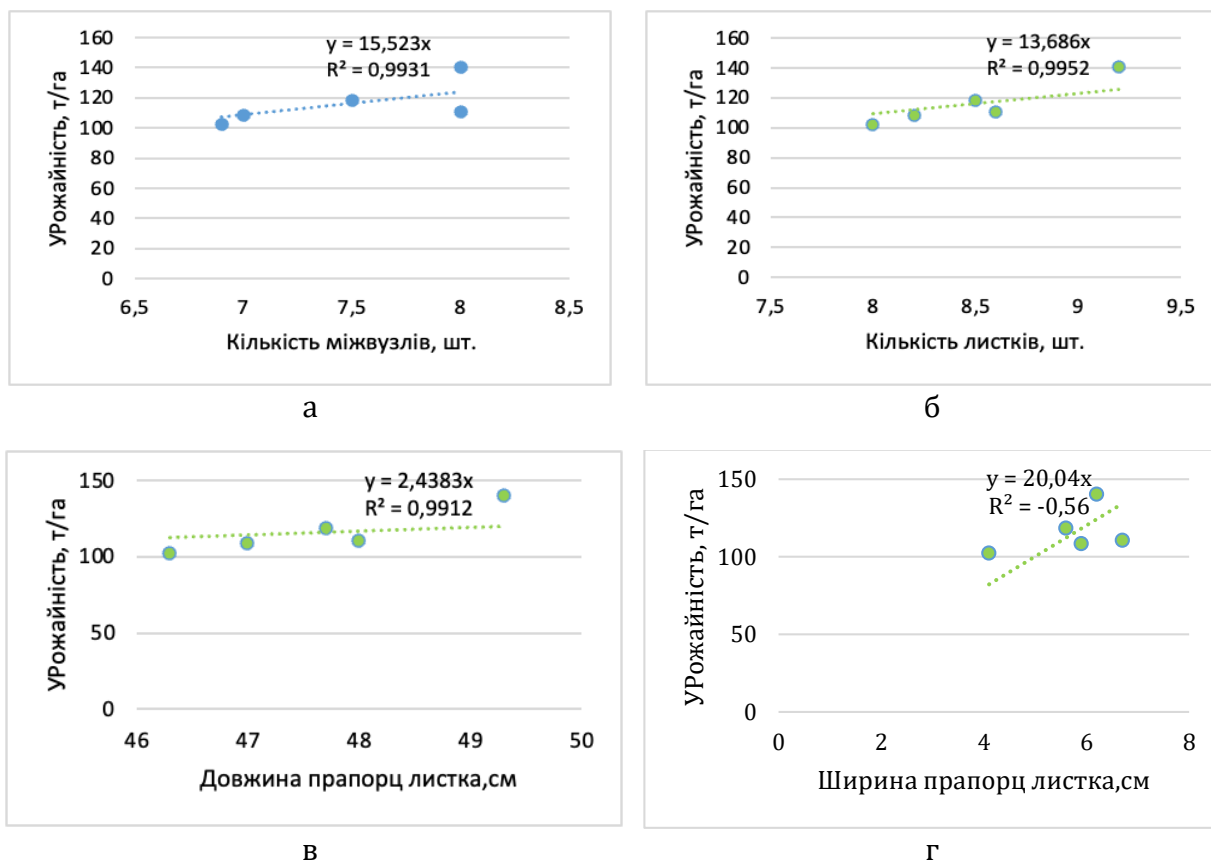 160
140
120
100
80
60
40
20
0
y = 15,523x
R² = 0,9931
УРожайність, т/га
6,5 7 7,5 8 8,5
Кількість міжвузлів, шт.
а
160
140
120
100
80
60
40
20
0
y = 13,686x
R² = 0,9952
УРожайність, т/га
7,5 8 8,5 9 9,5
Кількість листків, шт.
б
150
100
50
0
y = 2,4383x
R² = 0,9912
УРожайність, т/га
46 47 48 49 50
Довжина прапорц листка,см
в
150
100
50
0
y = 20,04x
R² = -0,56
УРожайність, т/га
0 2 4 6 8
Ширина прапорц листка,см
г